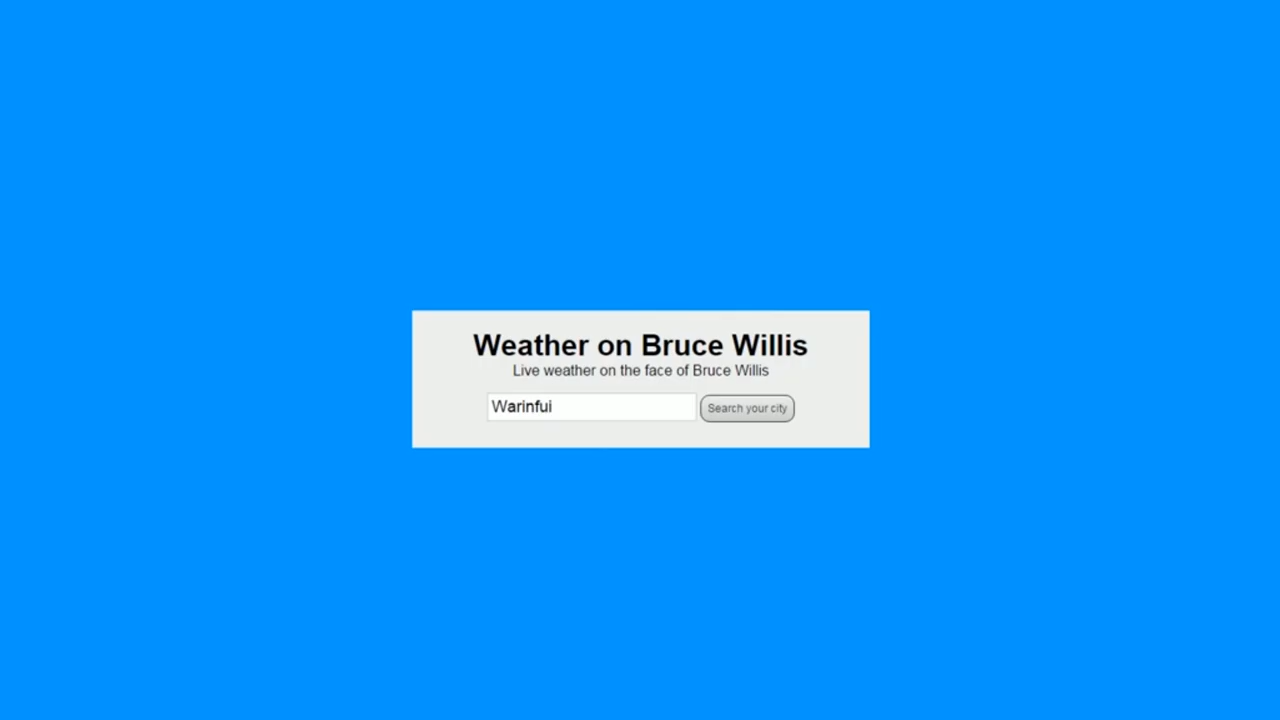 Weather on Bruce Willis
Live weather on the face of Bruce Willis
Warinfui
Search your city